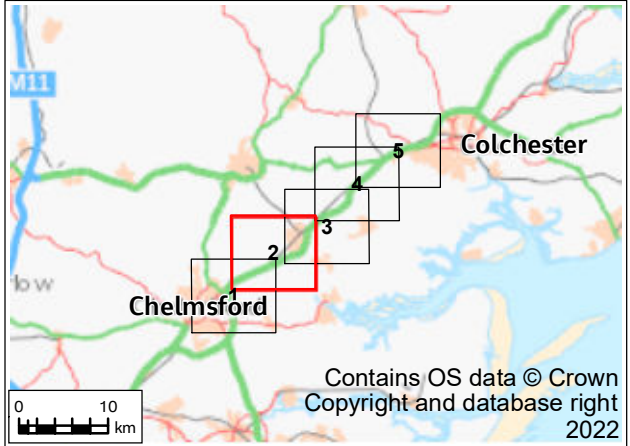 M11
Colchester
5
4
3
2
1
low
Chelmsford
Contains OS data © Crown
Copyright and database right
2022
0 10
km